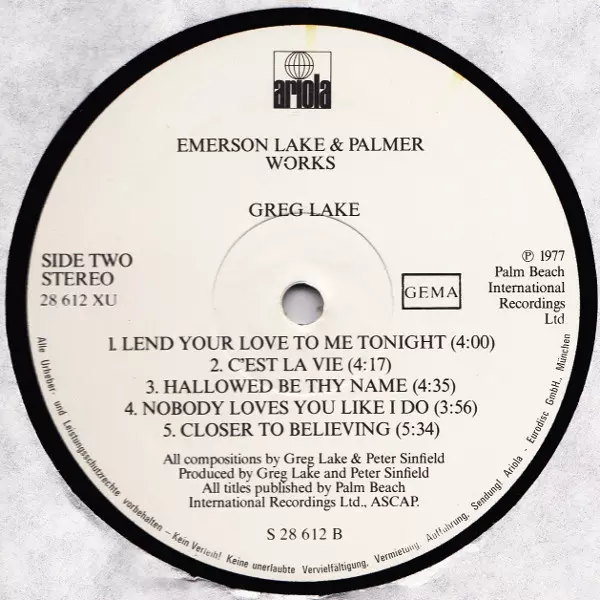 ariola
EMERSON LAKE & PALMER
WORKS
GREG LAKE
SIDE TWO
STEREO
28 612 XU
GEMA
℗ 1977
Palm Beach
International
Recordings
Ltd
1. LEND YOUR LOVE TO ME TONIGHT (4:00)
2. C'EST LA VIE (4:17)
3. HALLOWED BE THY NAME (4:35)
4. NOBODY LOVES YOU LIKE I DO (3:56)
5. CLOSER TO BELIEVING (5:34)
All compositions by Greg Lake & Peter Sinfield
Produced by Greg Lake and Peter Sinfield
All titles published by Palm Beach
International Recordings Ltd., ASCAP.
S 28 612 B
Alle Urheber- und Leistungsschutzrechte vorbehalten – Kein Verleih! Keine unerlaubte Vervielfältigung, Vermietung, Aufführung, Sendung! Ariola - Eurodisc GmbH., München